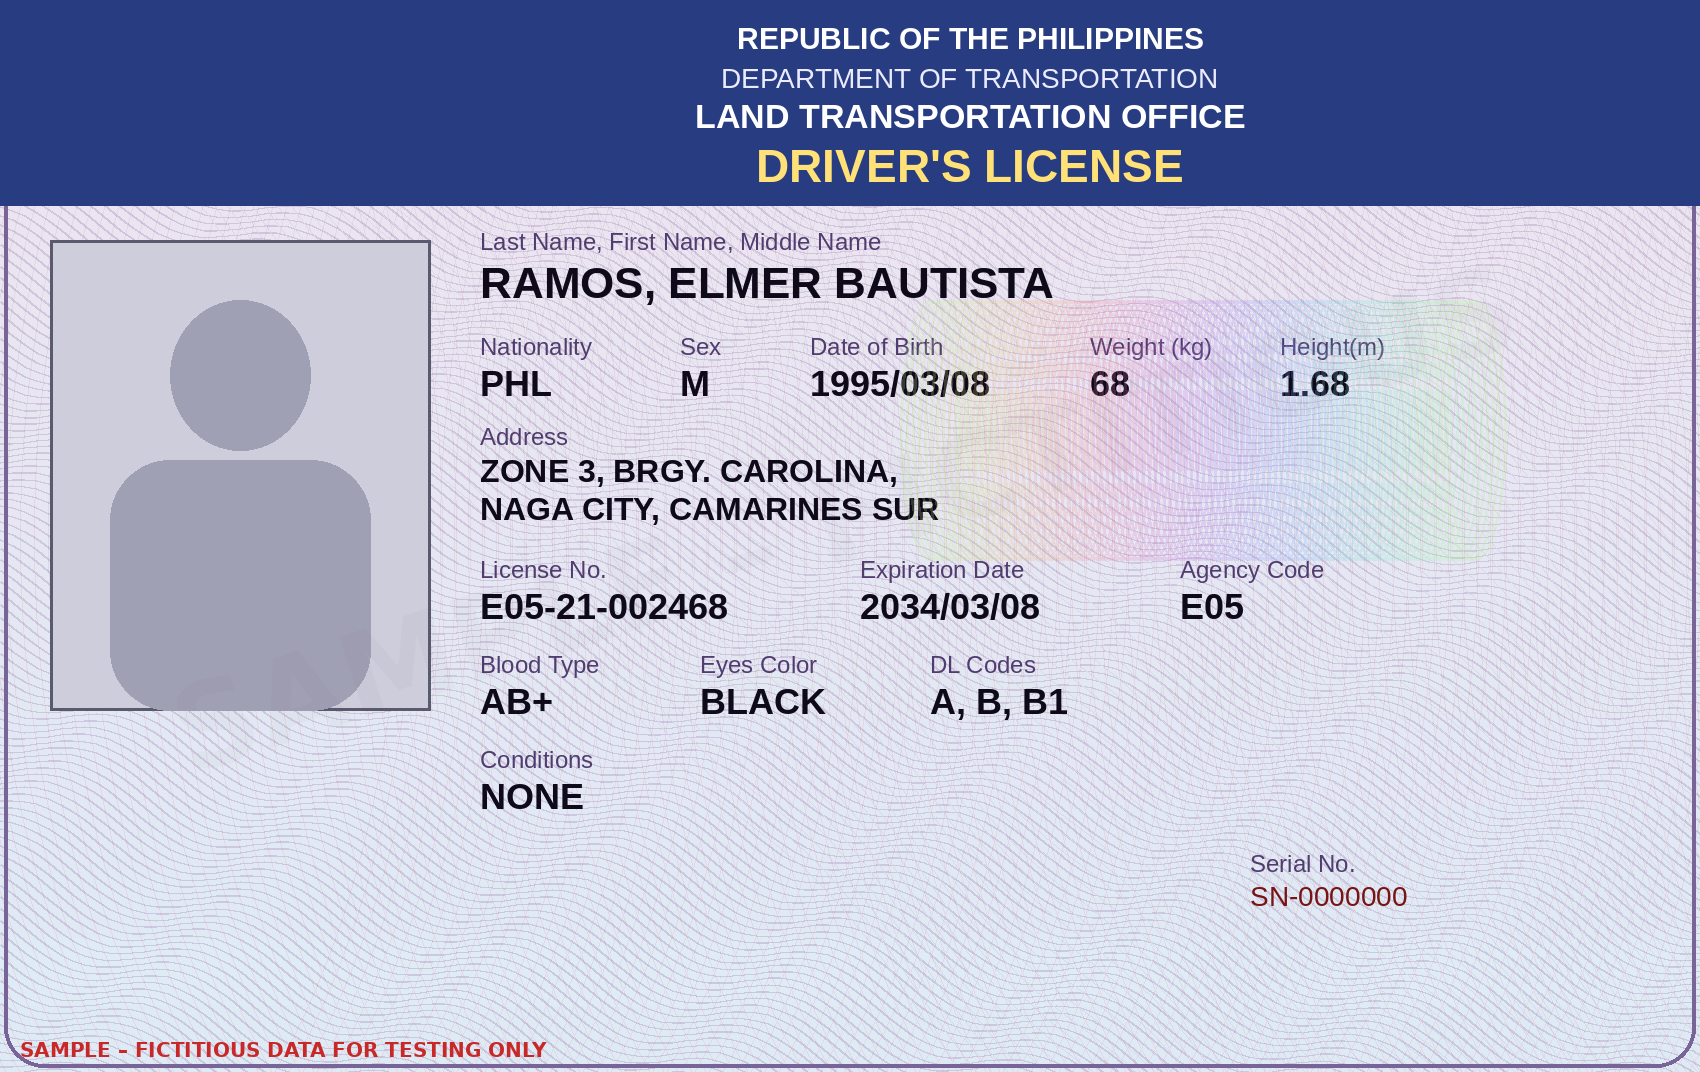 REPUBLIC OF THE PHILIPPINES
DEPARTMENT OF TRANSPORTATION
LAND TRANSPORTATION OFFICE
DRIVER'S LICENSE
Last Name, First Name, Middle Name
RAMOS, ELMER BAUTISTA
Nationality Sex Date of Birth Weight (kg) Height(m)
PHL M 1995/03/08 68 1.68
Address
ZONE 3, BRGY. CAROLINA,
NAGA CITY, CAMARINES SUR
License No. Expiration Date Agency Code
E05-21-002468 2034/03/08 E05
Blood Type Eyes Color DL Codes
AB+ BLACK A, B, B1
Conditions
NONE
Serial No.
SN-0000000
SAMPLE – FICTITIOUS DATA FOR TESTING ONLY